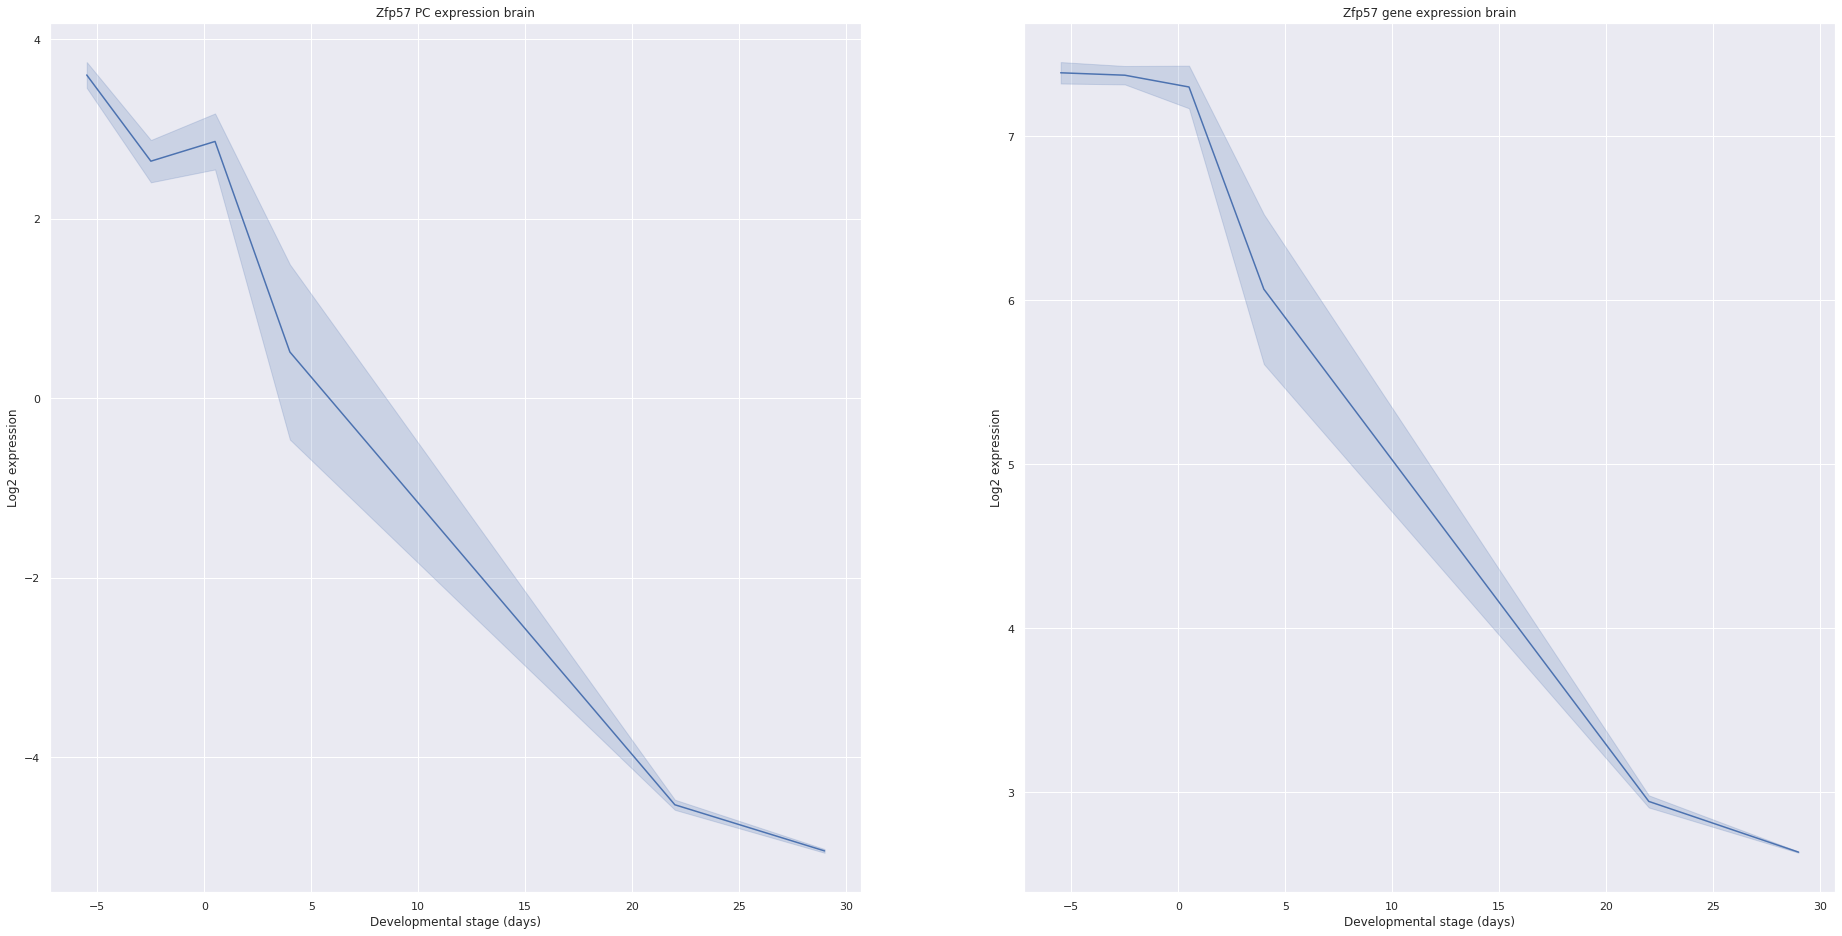 Zfp57 PC expression brain
4
2
0
−2
−4
Log2 expression
−5 0 5 10 15 20 25 30
Developmental stage (days)
Zfp57 gene expression brain
7
6
5
4
3
Log2 expression
−5 0 5 10 15 20 25 30
Developmental stage (days)